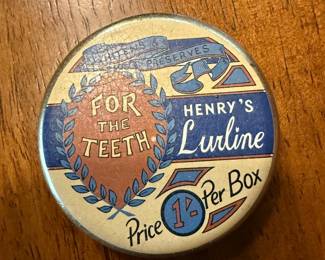 & PRESERVES
FOR
THE
TEETH
HENRY'S
Lurline
Price 1/- Per Box